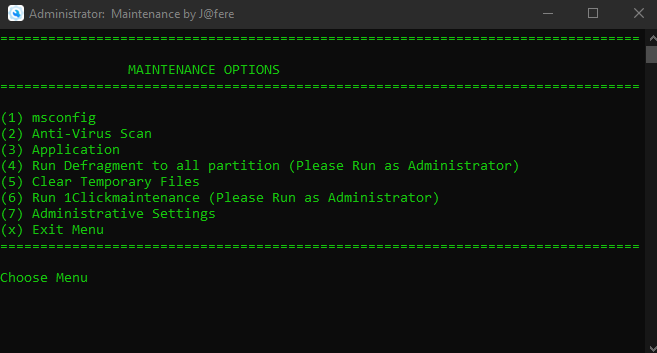 Administrator: Maintenance by J@fere
================================================================================
MAINTENANCE OPTIONS
================================================================================
(1) msconfig
(2) Anti-Virus Scan
(3) Application
(4) Run Defragment to all partition (Please Run as Administrator)
(5) Clear Temporary Files
(6) Run 1Clickmaintenance (Please Run as Administrator)
(7) Administrative Settings
(x) Exit Menu
================================================================================
Choose Menu